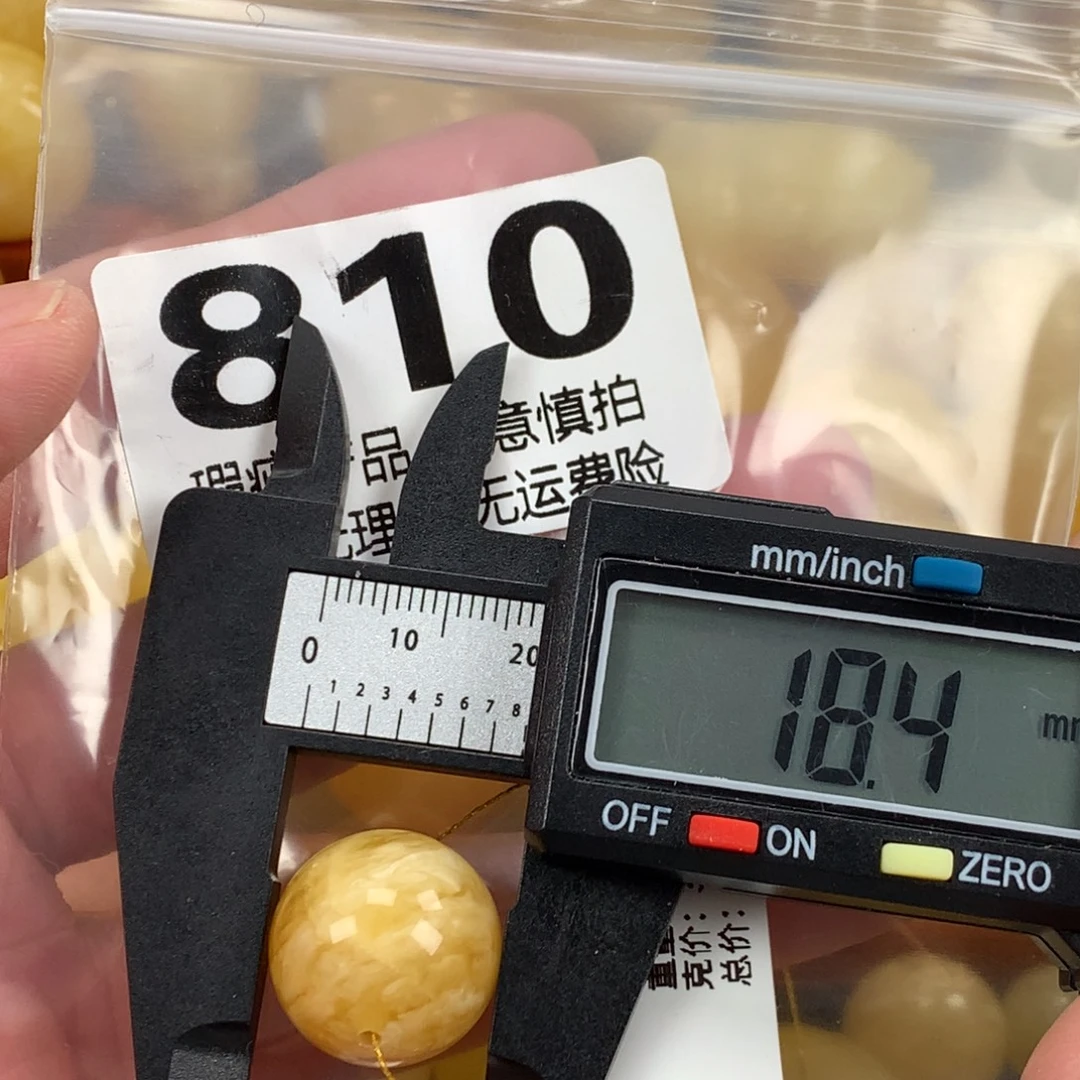 810
品 意慎拍
理 无运费险
mm/inch
18.4
0 10 20
1 2 3 4 5 6 7 8
OFF ON ZERO
克价:
总价: